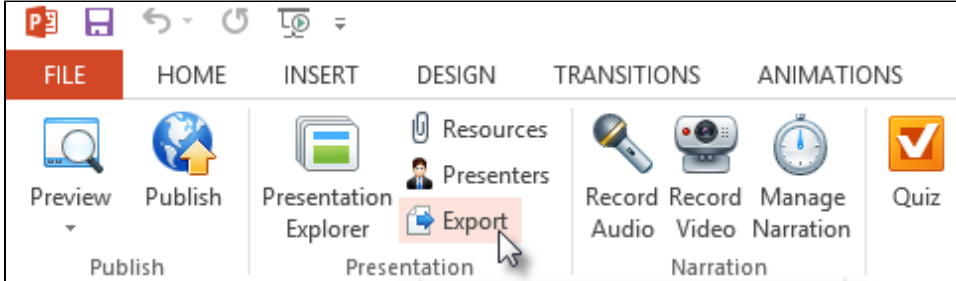 FILE HOME INSERT DESIGN TRANSITIONS ANIMATIONS
Preview
Publish
Publish
Presentation
Explorer
Resources
Presenters
Export
Presentation
Record
Audio
Record
Video
Manage
Narration
Narration
Quiz